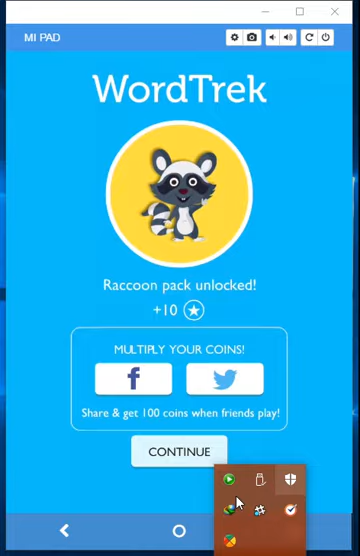 MI PAD
WordTrek
Raccoon pack unlocked!
+10
MULTIPLY YOUR COINS!
f
Share & get 100 coins when friends play!
CONTINUE